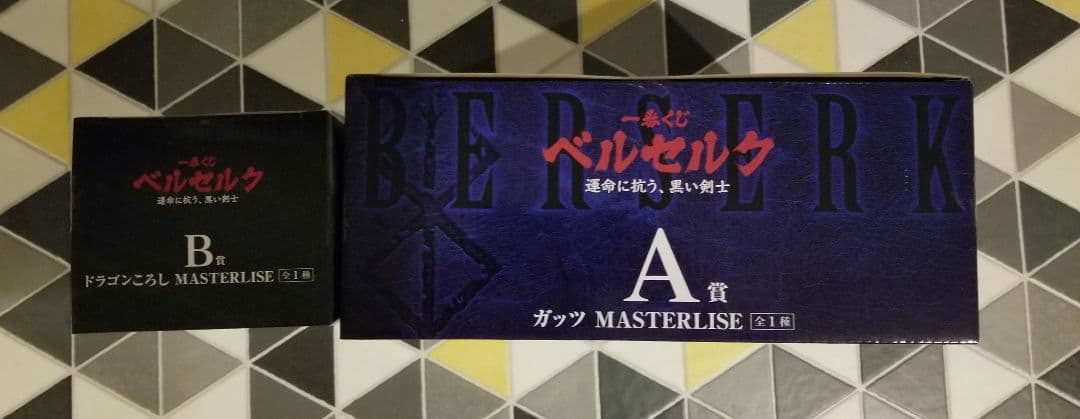 一番くじ
ベルセルク
運命に抗う、黒い剣士
B賞
ドラゴンころし MASTERLISE 全1種
BERSERK
一番くじ
ベルセルク
運命に抗う、黒い剣士
A賞
ガッツ MASTERLISE 全1種